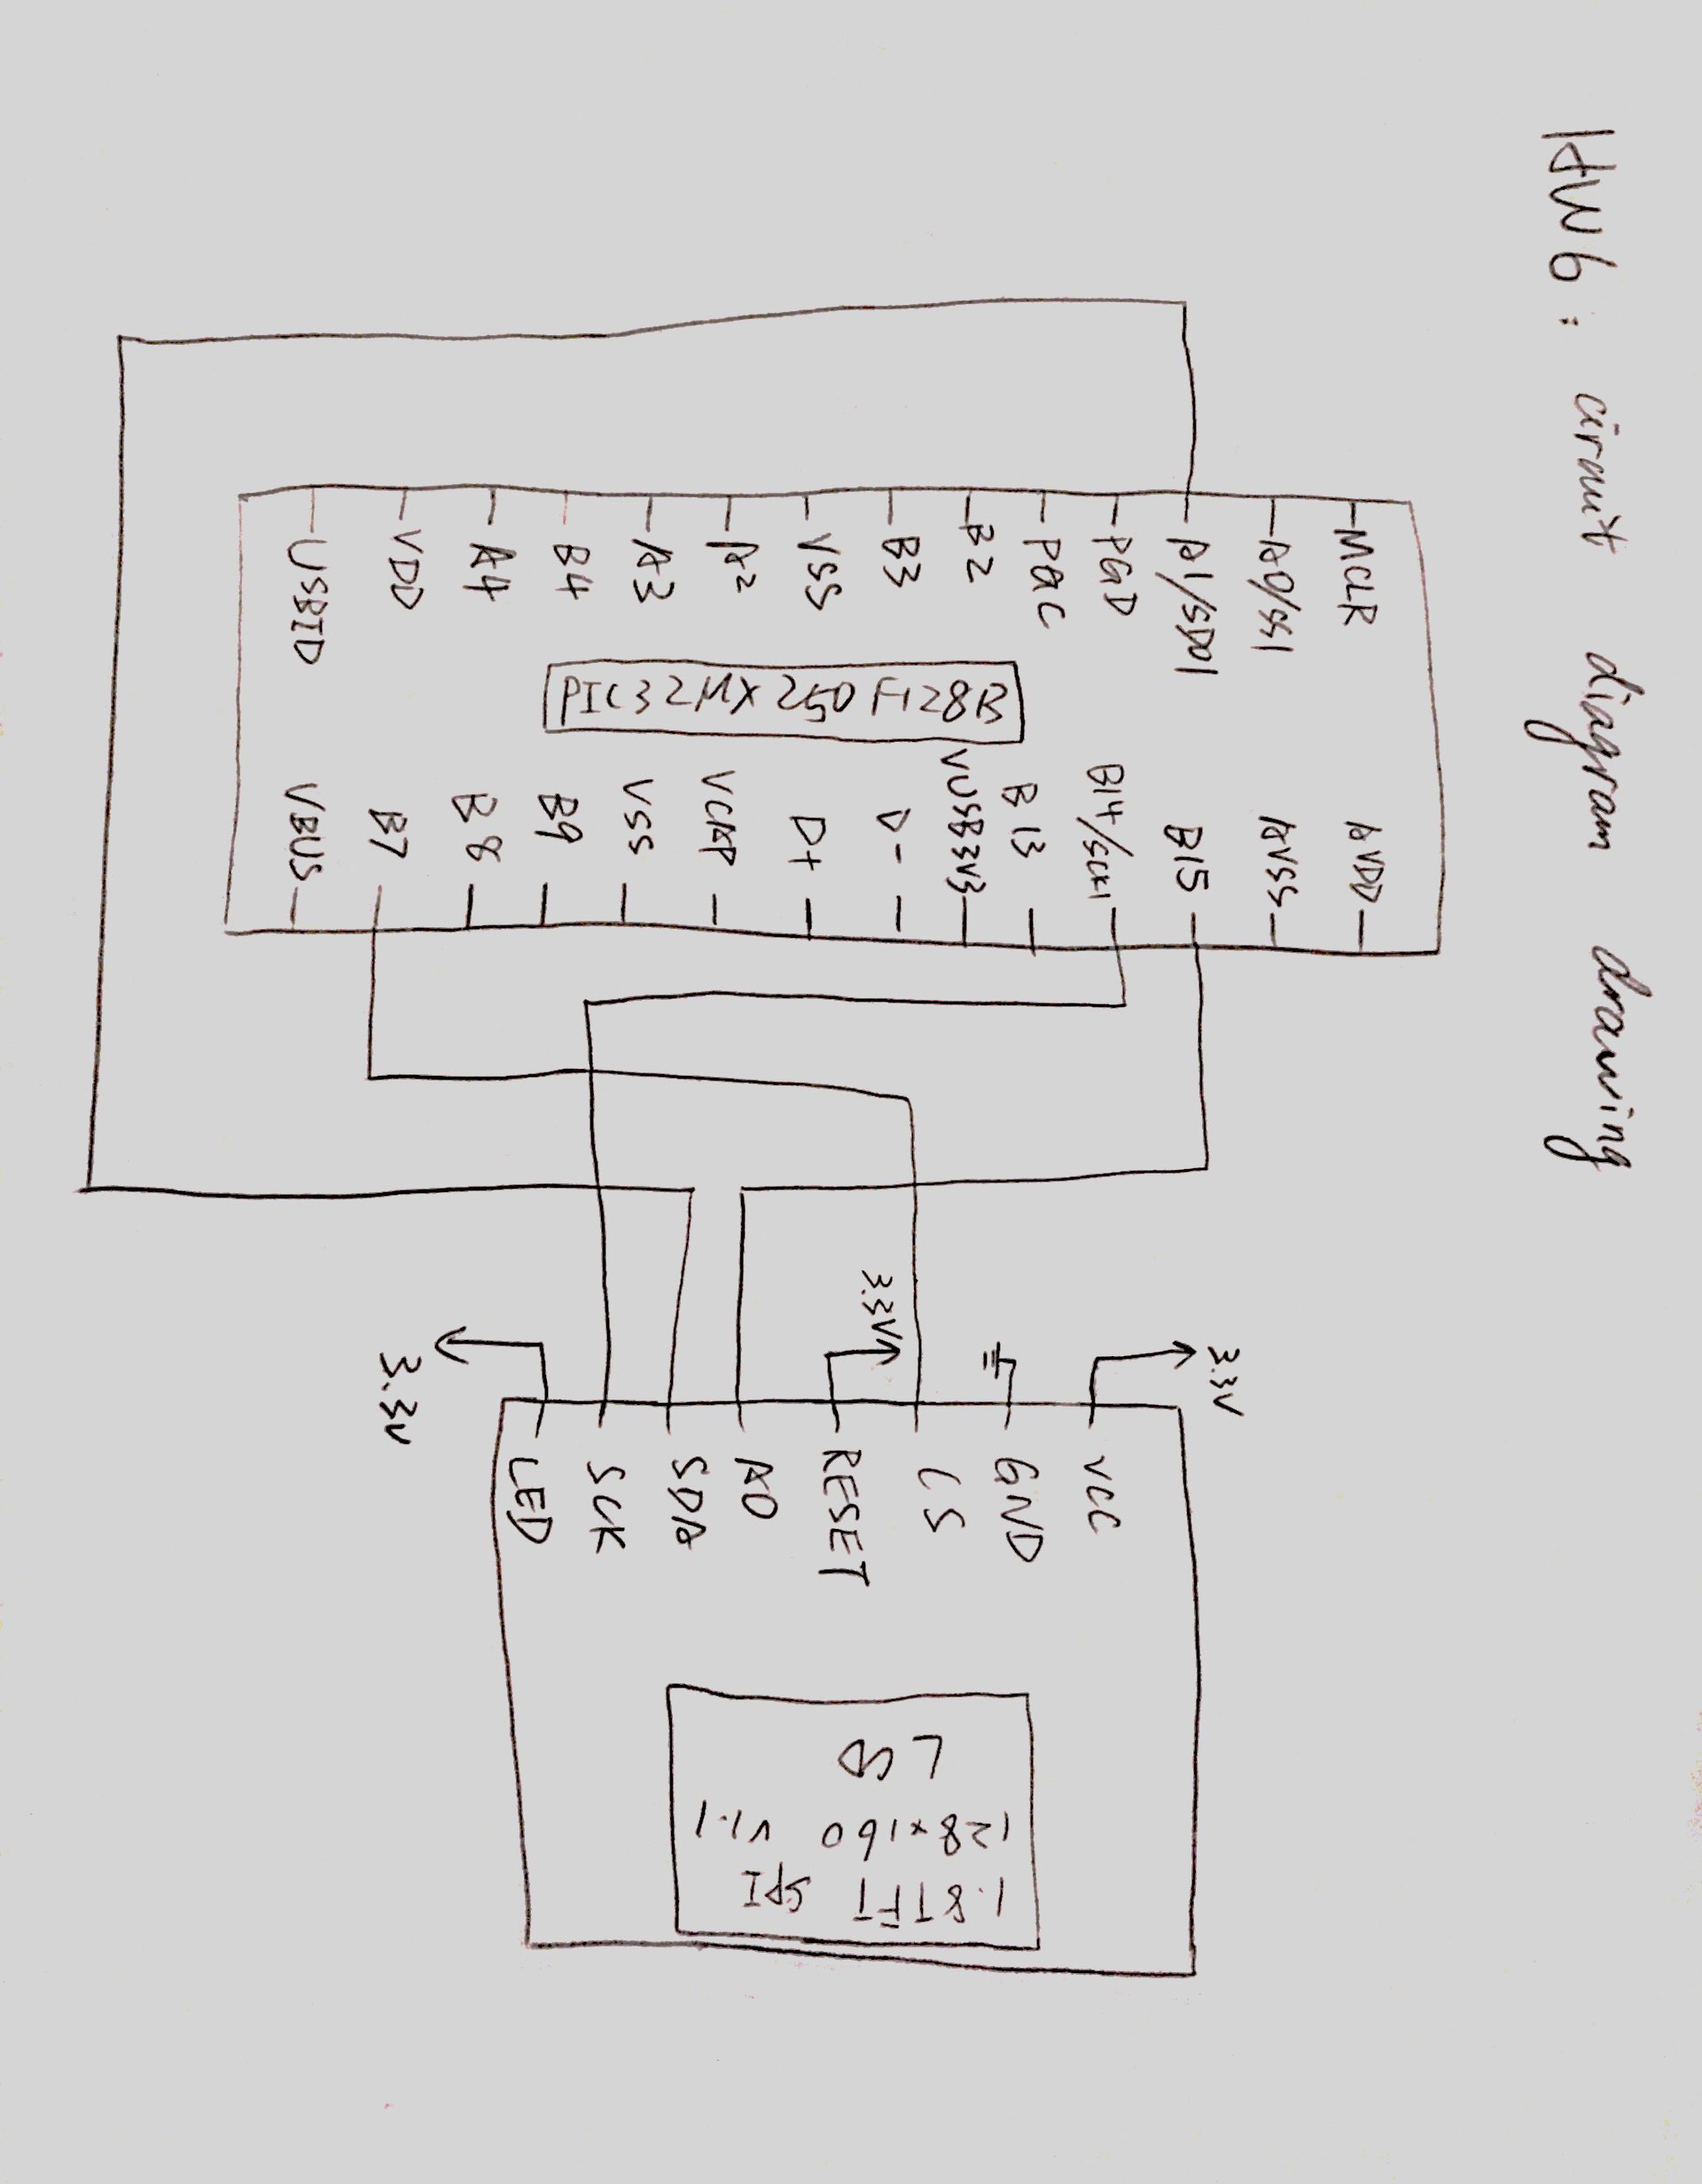 HW6: circuit diagram drawing
MCLR
A0/SS1
A1/SDO1
PGD
PGC
B2
B3
VSS
A2
A3
B4
A4
VDD
USBID
PIC32MX250F128B
AVDD
AVSS
B15
B14/SCK1
B13
VUSB3V3
D-
D+
VCAP
VSS
B9
B8
B7
VBUS
3.3V
3.3V
3.3V
VCC
GND
CS
RESET
A0
SDA
SCK
LED
1.8TFT SPI
128×160 V1.1
LCD